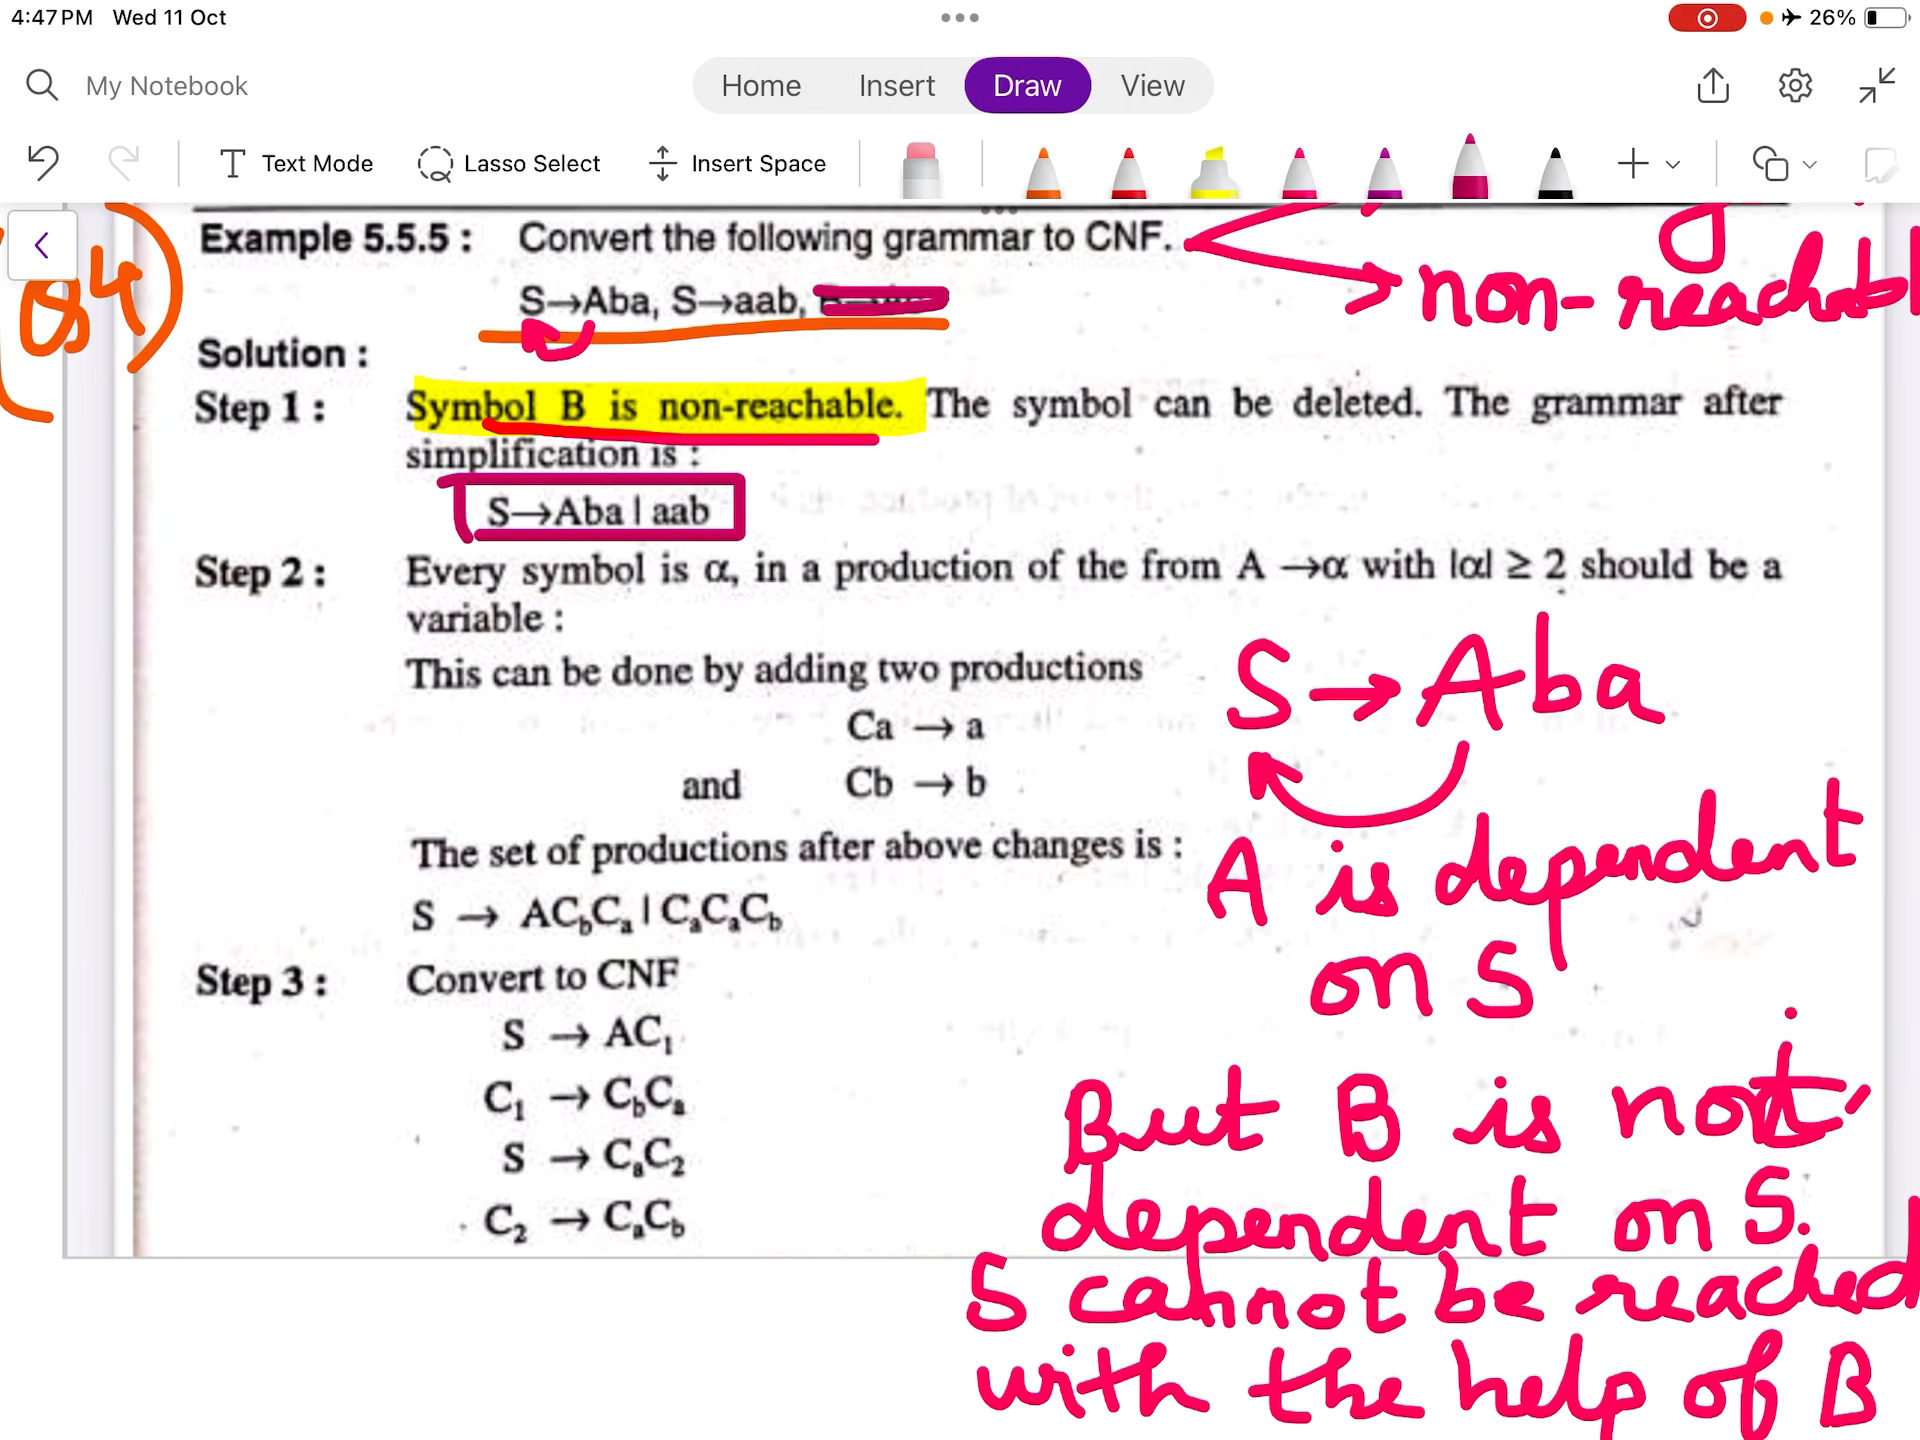 4:47 PM Wed 11 Oct
26%
My Notebook
Home Insert Draw View
Text Mode Lasso Select Insert Space
Q4)
Example 5.5.5 : Convert the following grammar to CNF.
non-reachabl
S→Aba, S→aab,
Solution :
Step 1 : Symbol B is non-reachable. The symbol can be deleted. The grammar after
simplification is :
S→Aba | aab
Step 2 : Every symbol is α, in a production of the from A →α with |α| ≥ 2 should be a
variable :
This can be done by adding two productions
Ca → a
and Cb → b
The set of productions after above changes is :
S → AC_bC_a | C_aC_aC_b
Step 3 : Convert to CNF
S → AC₁
C₁ → C_bC_a
S → C_aC₂
C₂ → C_aC_b
S → Aba
A is dependent
on S
But B is not
dependent on S.
S cannot be reached
with the help of B